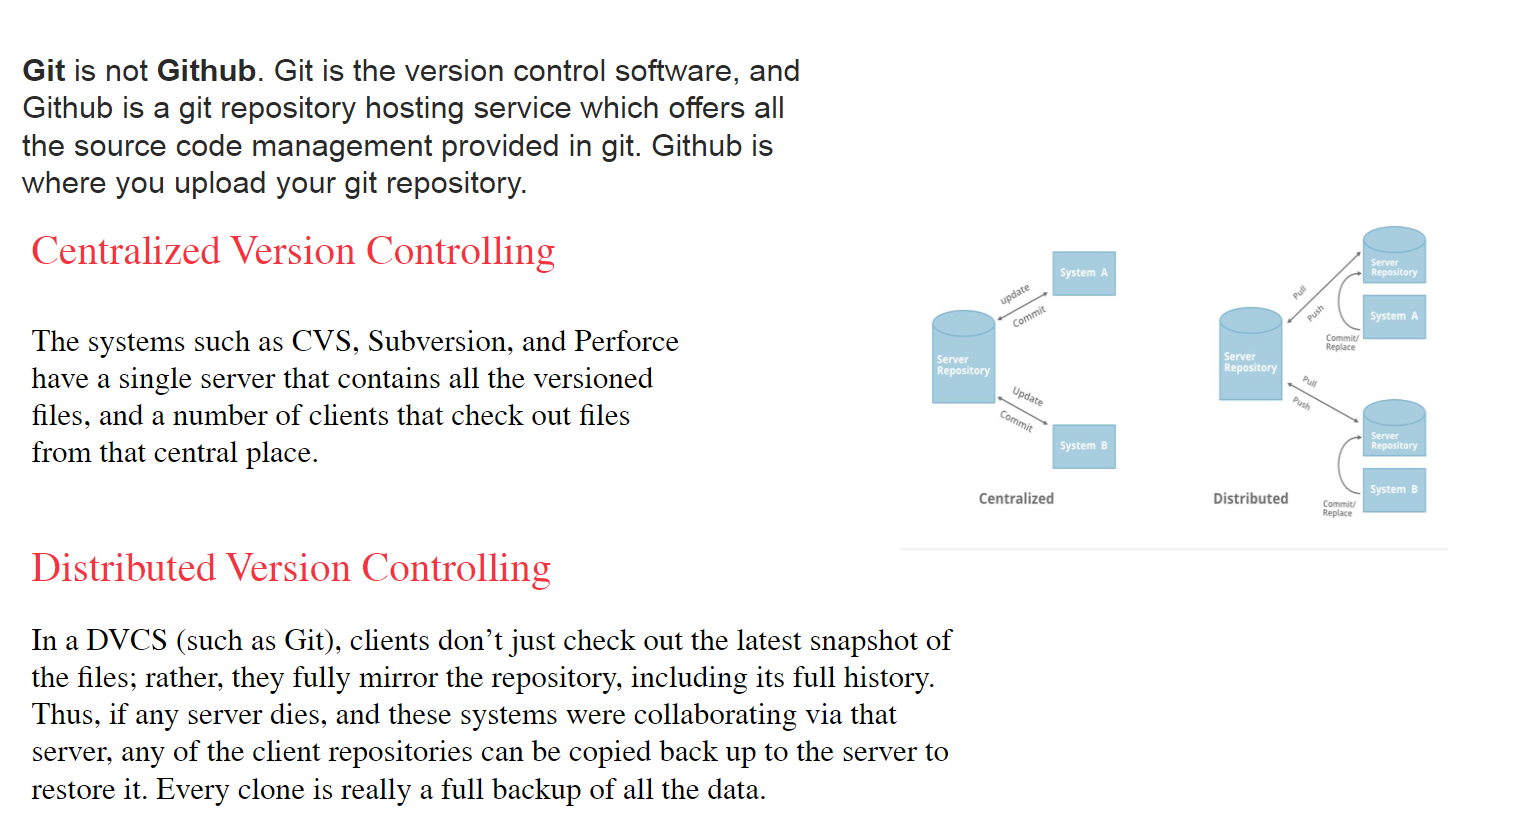 Git is not Github. Git is the version control software, and
Github is a git repository hosting service which offers all
the source code management provided in git. Github is
where you upload your git repository.
Centralized Version Controlling
The systems such as CVS, Subversion, and Perforce
have a single server that contains all the versioned
files, and a number of clients that check out files
from that central place.
System A
update
Commit
Server
Repository
Update
Commit
System B
Centralized
Server
Repository
Pull
Push
System A
Commit/
Replace
Server
Repository
Pull
Push
Server
Repository
System B
Commit/
Replace
Distributed
Distributed Version Controlling
In a DVCS (such as Git), clients don’t just check out the latest snapshot of
the files; rather, they fully mirror the repository, including its full history.
Thus, if any server dies, and these systems were collaborating via that
server, any of the client repositories can be copied back up to the server to
restore it. Every clone is really a full backup of all the data.